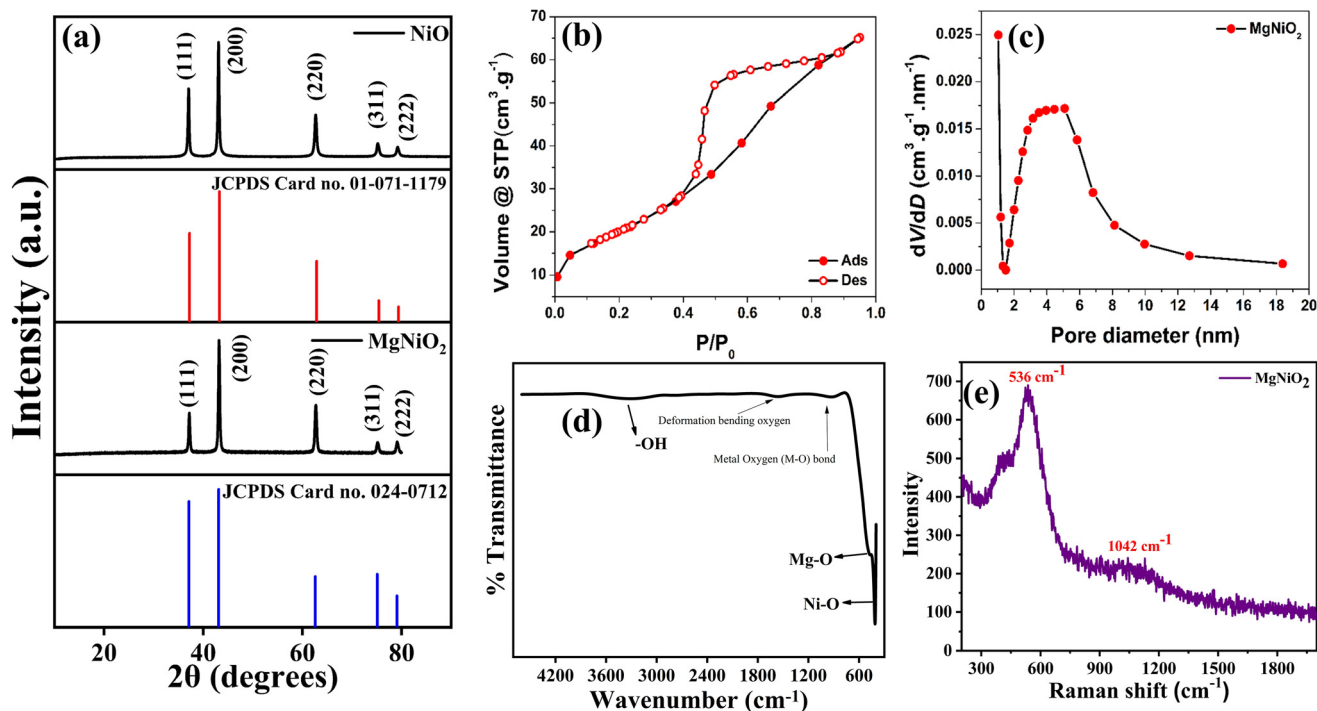 (a)
NiO
(111)
(200)
(220)
(311)
(222)
JCPDS Card no. 01-071-1179
MgNiO₂
(111)
(200)
(220)
(311)
(222)
JCPDS Card no. 024-0712
Intensity (a.u.)
20 40 60 80
2θ (degrees)
(b)
Volume @ STP(cm³.g⁻¹)
70
60
50
40
30
20
10
Ads
Des
0.0 0.2 0.4 0.6 0.8 1.0
P/P₀
(c)
MgNiO₂
dV/dD (cm³.g⁻¹.nm⁻¹)
0.025
0.020
0.015
0.010
0.005
0.000
0 2 4 6 8 10 12 14 16 18 20
Pore diameter (nm)
(d)
% Transmittance
-OH
Deformation bending oxygen
Metal Oxygen (M-O) bond
Mg-O
Ni-O
4200 3600 3000 2400 1800 1200 600
Wavenumber (cm⁻¹)
(e)
536 cm⁻¹
MgNiO₂
1042 cm⁻¹
Intensity
700
600
500
400
300
200
100
0
300 600 900 1200 1500 1800
Raman shift (cm⁻¹)